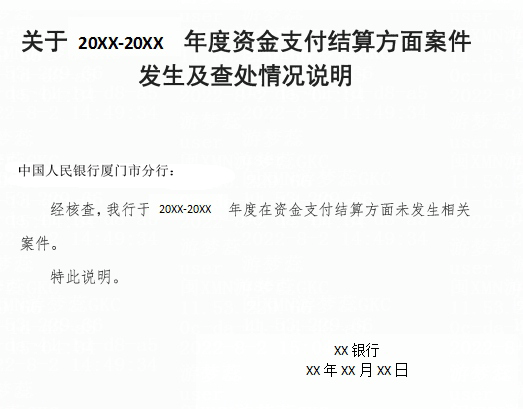 关于 20XX-20XX 年度资金支付结算方面案件
发生及查处情况说明
中国人民银行厦门市分行：
经核查，我行于 20XX-20XX 年度在资金支付结算方面未发生相关
案件。
特此说明。
XX 银行
XX 年 XX 月 XX 日